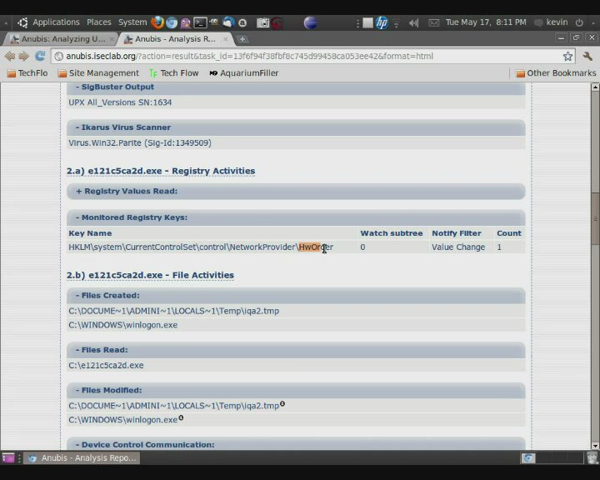 Applications Places System Tue May 17, 8:11 PM kevin
Anubis: Analyzing U... Anubis - Analysis R...
anubis.iseclab.org/?action=result&task_id=13f6f94f38fbf8c745d99458ca053ee42&format=html
TechFlo Site Management Tech Flow AquariumFiller Other Bookmarks
- SigBuster Output
UPX All_Versions SN:1634
- Ikarus Virus Scanner
Virus.Win32.Parite (Sig-Id:1349509)
2.a) e121c5ca2d.exe - Registry Activities
+ Registry Values Read:
- Monitored Registry Keys:
Key Name Watch subtree Notify Filter Count
HKLM\system\CurrentControlSet\control\NetworkProvider\HwOrder 0 Value Change 1
2.b) e121c5ca2d.exe - File Activities
- Files Created:
C:\DOCUME~1\ADMINI~1\LOCALS~1\Temp\iqa2.tmp
C:\WINDOWS\winlogon.exe
- Files Read:
C:\e121c5ca2d.exe
- Files Modified:
C:\DOCUME~1\ADMINI~1\LOCALS~1\Temp\iqa2.tmp
C:\WINDOWS\winlogon.exe
- Device Control Communication:
Anubis - Analysis Repo...